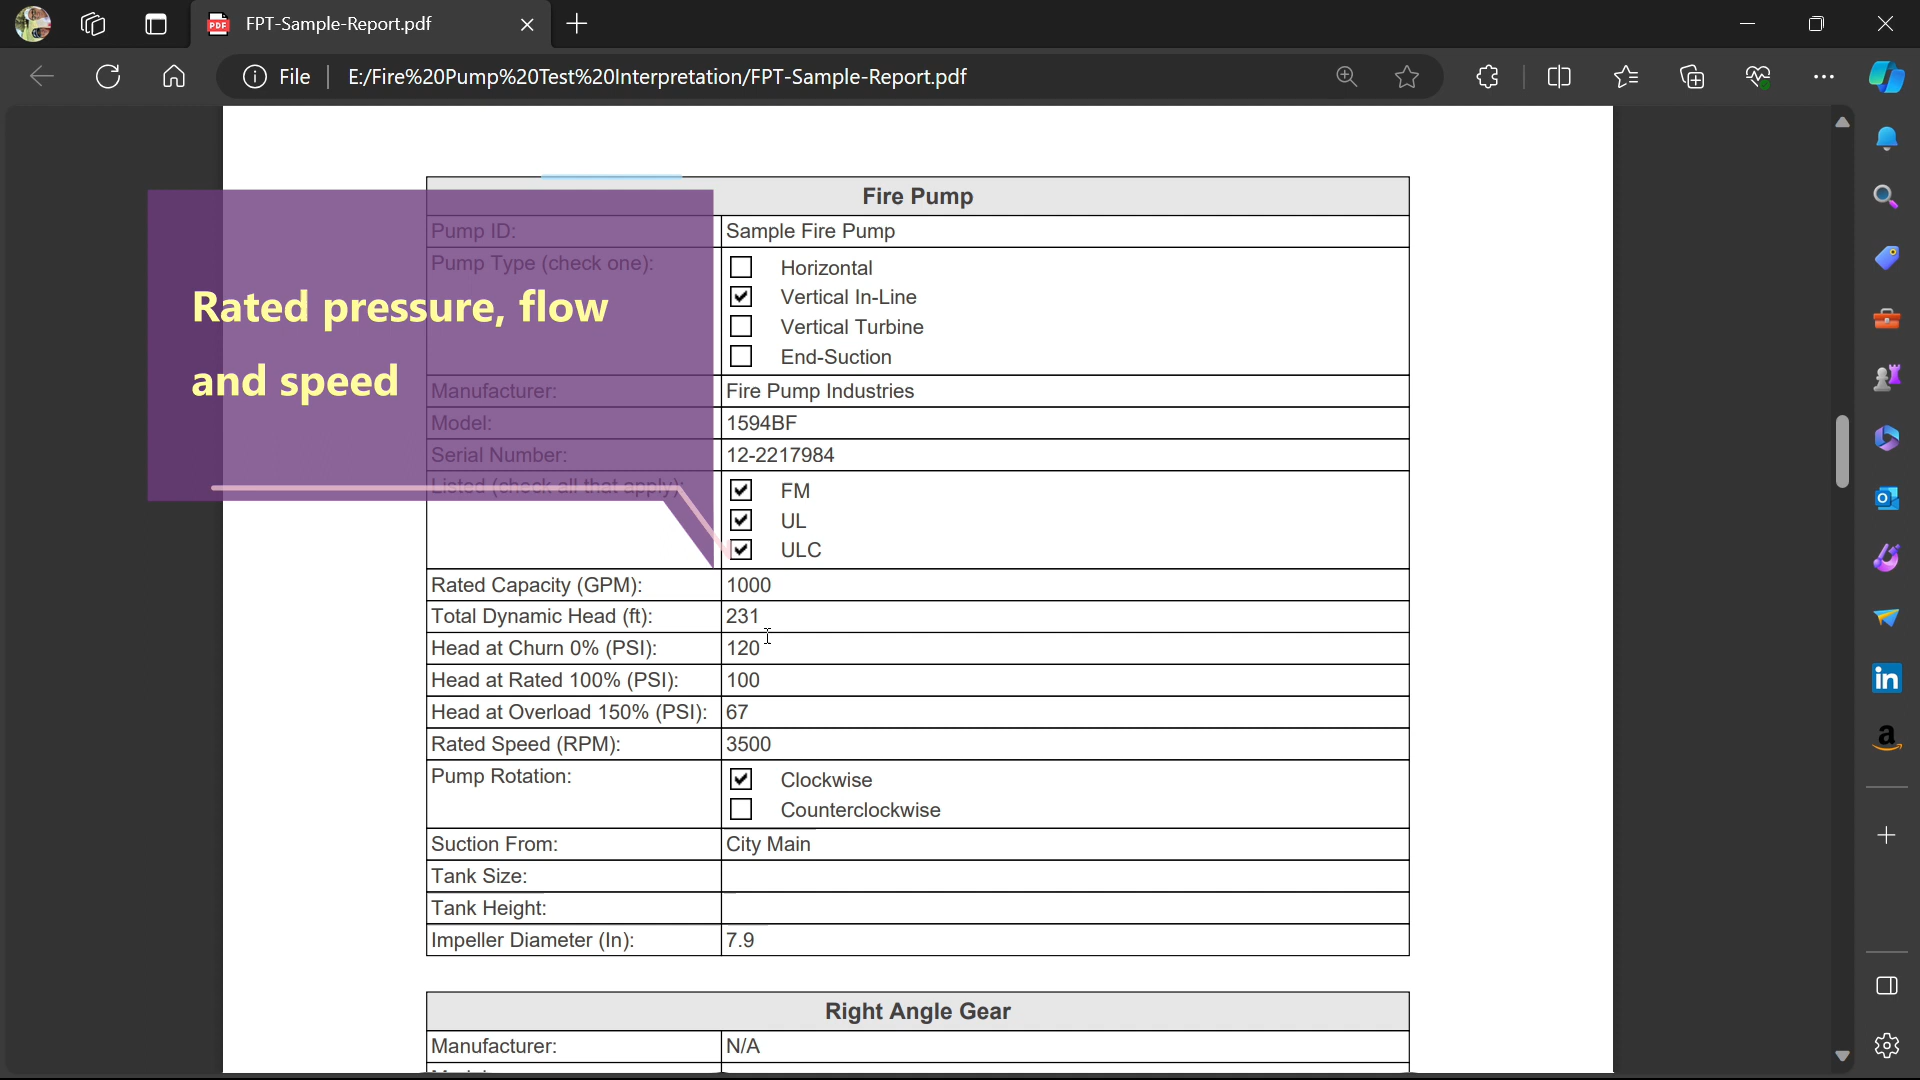 FPT-Sample-Report.pdf
File E:/Fire%20Pump%20Test%20Interpretation/FPT-Sample-Report.pdf
Fire Pump
Pump ID: Sample Fire Pump
Pump Type (check one): Horizontal
Vertical In-Line
Vertical Turbine
End-Suction
Rated pressure, flow
and speed
Manufacturer: Fire Pump Industries
Model: 1594BF
Serial Number: 12-2217984
Listed (check all that apply): FM
UL
ULC
Rated Capacity (GPM): 1000
Total Dynamic Head (ft): 231
Head at Churn 0% (PSI): 120
Head at Rated 100% (PSI): 100
Head at Overload 150% (PSI): 67
Rated Speed (RPM): 3500
Pump Rotation: Clockwise
Counterclockwise
Suction From: City Main
Tank Size:
Tank Height:
Impeller Diameter (In): 7.9
Right Angle Gear
Manufacturer: N/A